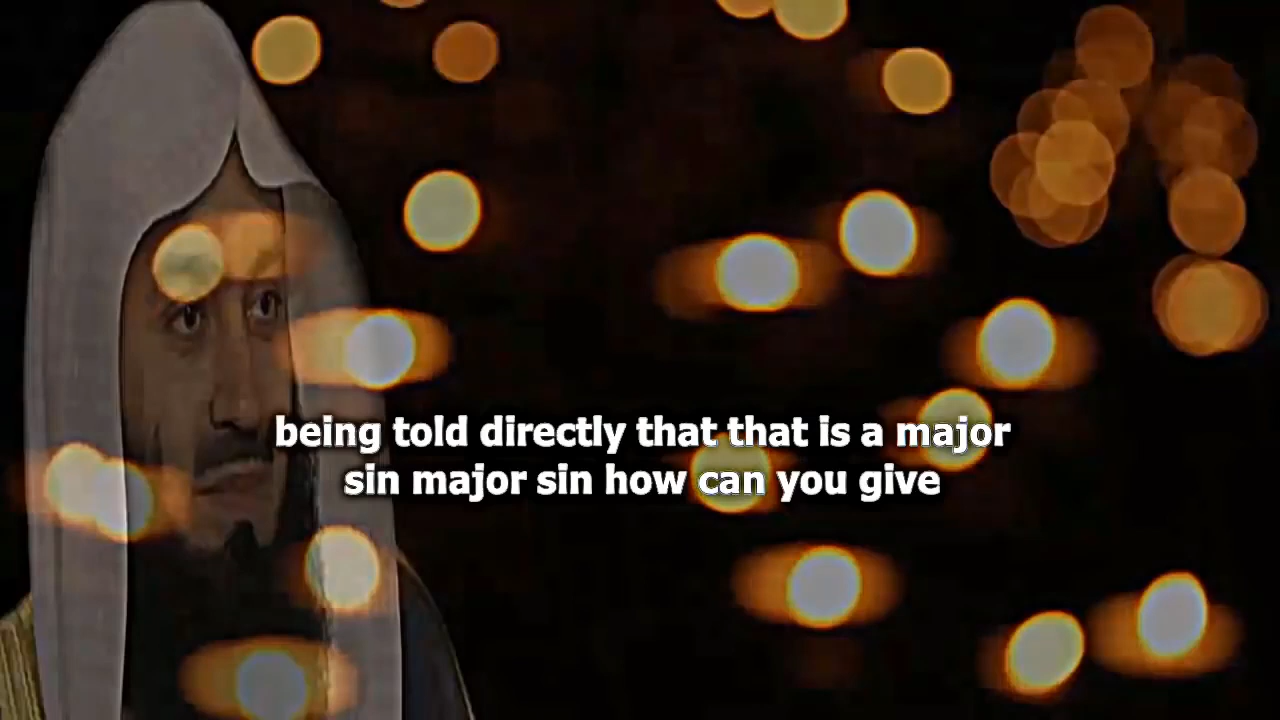 being told directly that that is a major
sin major sin how can you give